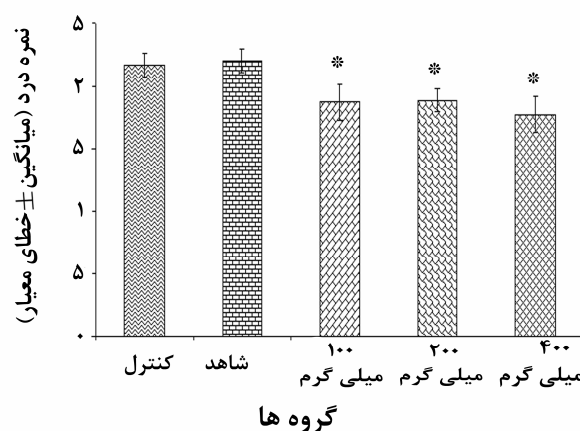 نمره درد (میانگین±خطای معیار)
۵
۲
۵
۱
۵
۰
*
*
*
کنترل
شاهد
۱۰۰
میلی گرم
۲۰۰
میلی گرم
۴۰۰
میلی گرم
گروه ها